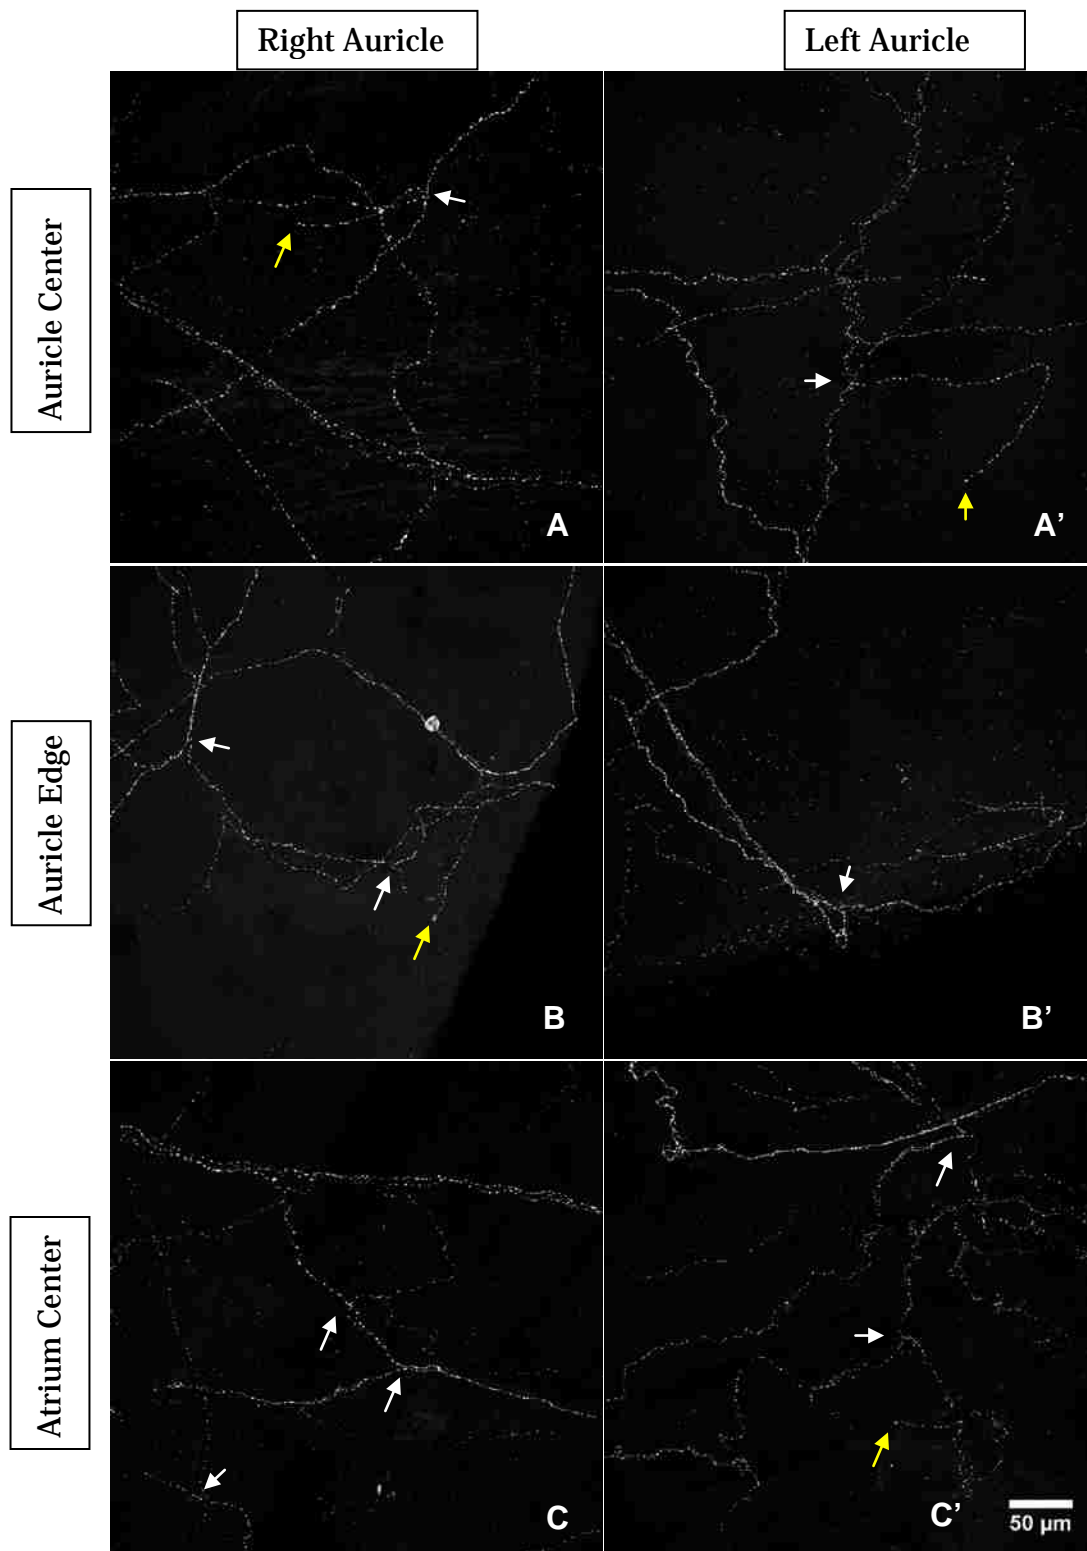 Right Auricle
Left Auricle
Auricle Center
A
A’
Auricle Edge
B
B’
Atrium Center
C
C’
50 µm